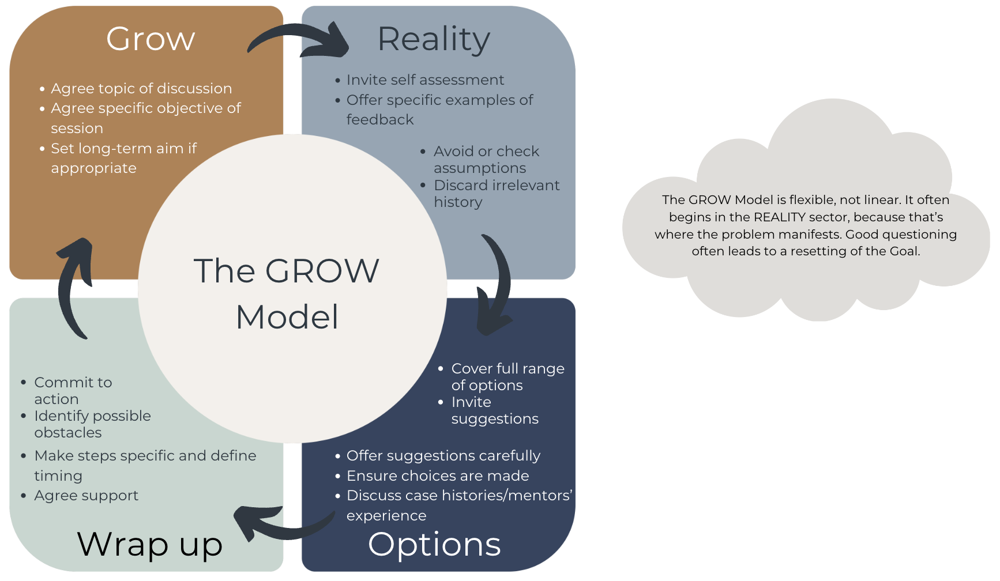 Grow
• Agree topic of discussion
• Agree specific objective of
session
• Set long-term aim if
appropriate
Reality
• Invite self assessment
• Offer specific examples of
feedback
• Avoid or check
assumptions
• Discard irrelevant
history
The GROW
Model
• Cover full range
of options
• Invite
suggestions
• Offer suggestions carefully
• Ensure choices are made
• Discuss case histories/mentors’
experience
Options
• Commit to
action
• Identify possible
obstacles
• Make steps specific and define
timing
• Agree support
Wrap up
The GROW Model is flexible, not linear. It often
begins in the REALITY sector, because that’s
where the problem manifests. Good questioning
often leads to a resetting of the Goal.